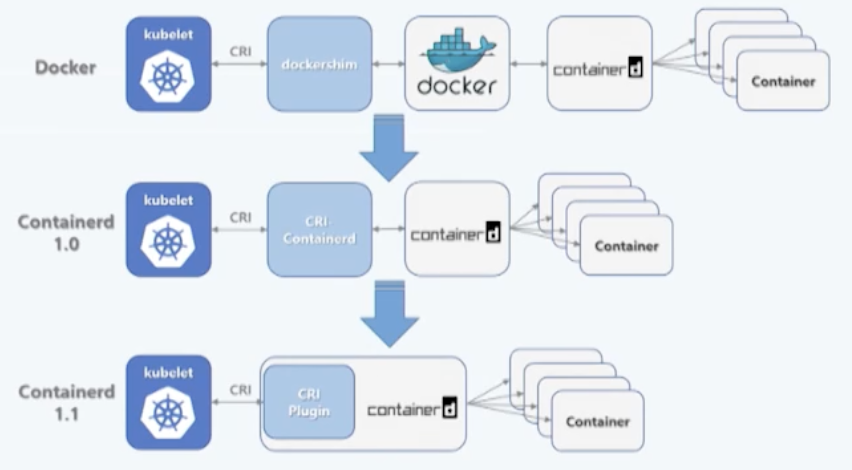 Docker
kubelet
CRI
dockershim
docker
containerd
Container
Containerd
1.0
kubelet
CRI
CRI
Containerd
containerd
Container
Containerd
1.1
kubelet
CRI
CRI
Plugin
containerd
Container